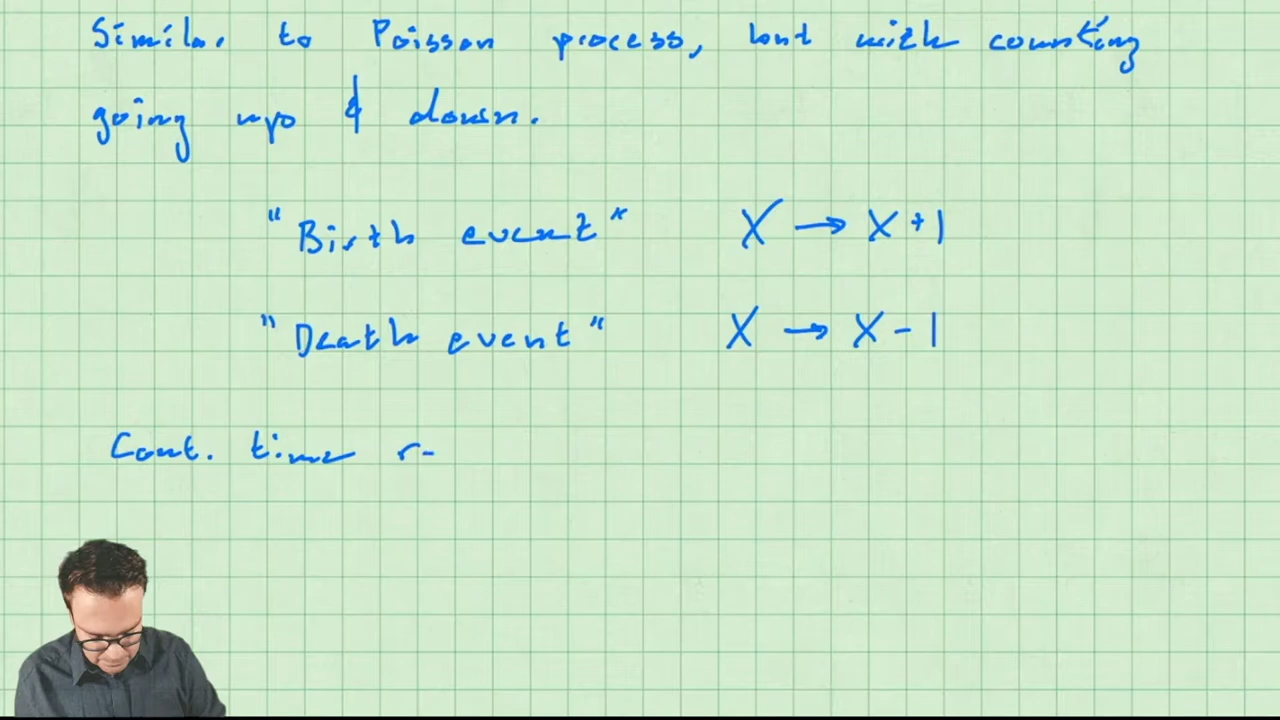 Similar to Poisson process, but with counting
going up & down.
"Birth event" X → X + 1
"Death event" X → X - 1
Cont. time r